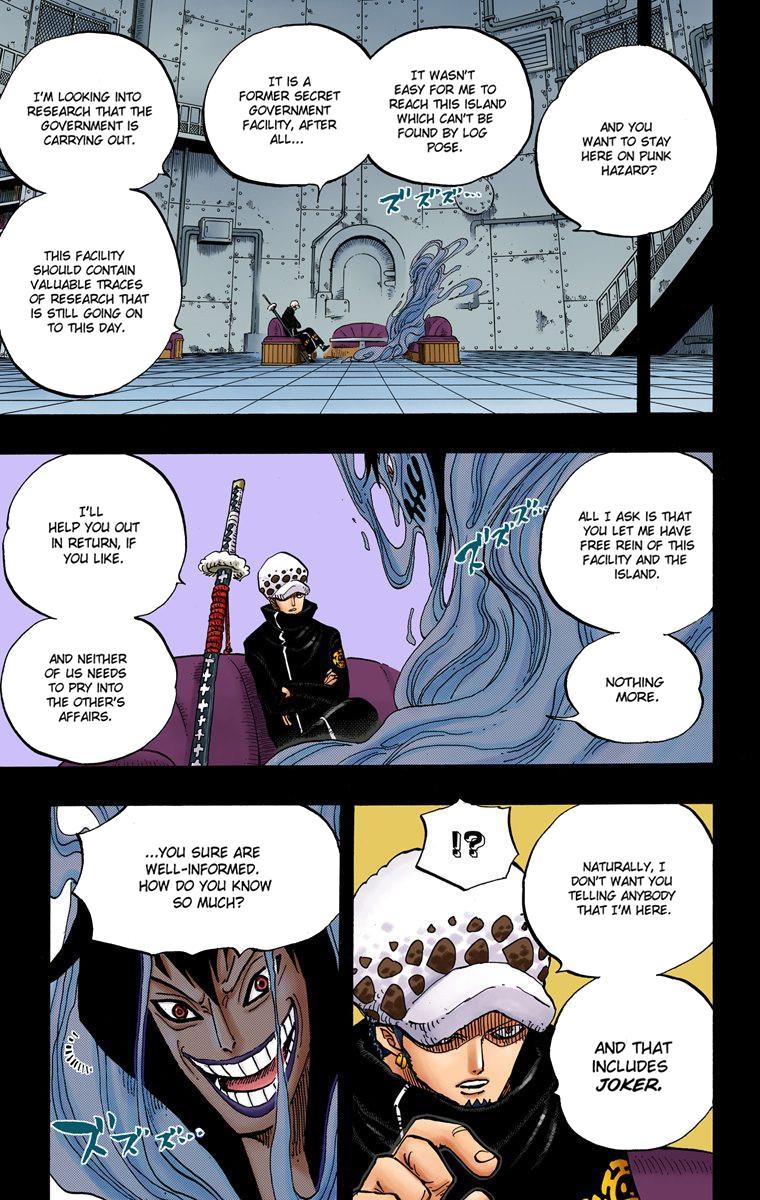 AND YOU
WANT TO STAY
HERE ON PUNK
HAZARD?
IT WASN'T
EASY FOR ME TO
REACH THIS ISLAND
WHICH CAN'T BE
FOUND BY LOG
POSE.
IT IS A
FORMER SECRET
GOVERNMENT
FACILITY, AFTER
ALL...
I'M LOOKING INTO
RESEARCH THAT THE
GOVERNMENT IS
CARRYING OUT.
THIS FACILITY
SHOULD CONTAIN
VALUABLE TRACES
OF RESEARCH THAT
IS STILL GOING ON
TO THIS DAY.
ズズズ...
ALL I ASK IS THAT
YOU LET ME HAVE
FREE REIN OF THIS
FACILITY AND THE
ISLAND.
NOTHING
MORE.
ズズズ...
I'LL
HELP YOU OUT
IN RETURN, IF
YOU LIKE.
AND NEITHER
OF US NEEDS
TO PRY INTO
THE OTHER'S
AFFAIRS.
NATURALLY, I
DON'T WANT YOU
TELLING ANYBODY
THAT I'M HERE.
AND THAT
INCLUDES
JOKER.
!?
...YOU SURE ARE
WELL-INFORMED.
HOW DO YOU KNOW
SO MUCH?
ズズズ...